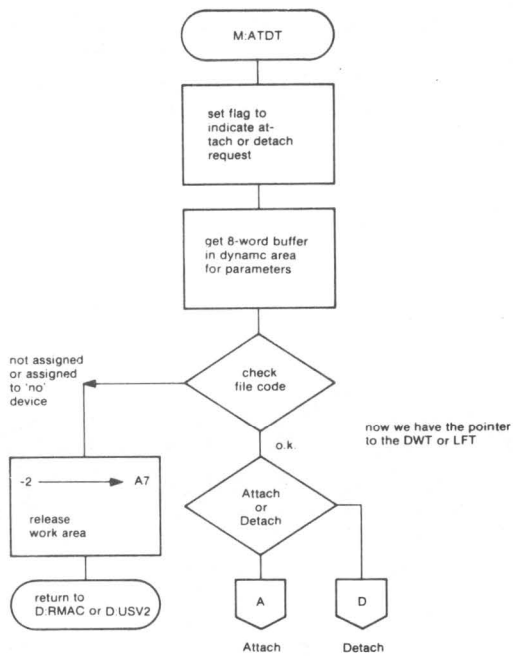 M:ATDT
set flag to
indicate at-
tach or detach
request
get 8-word buffer
in dynamc area
for parameters
not assigned
or assigned
to 'no'
device
check
file code
now we have the pointer
to the DWT or LFT
o.k.
-2 A7
release
work area
Attach
or
Detach
return to
D:RMAC or D:USV2
A
D
Attach
Detach